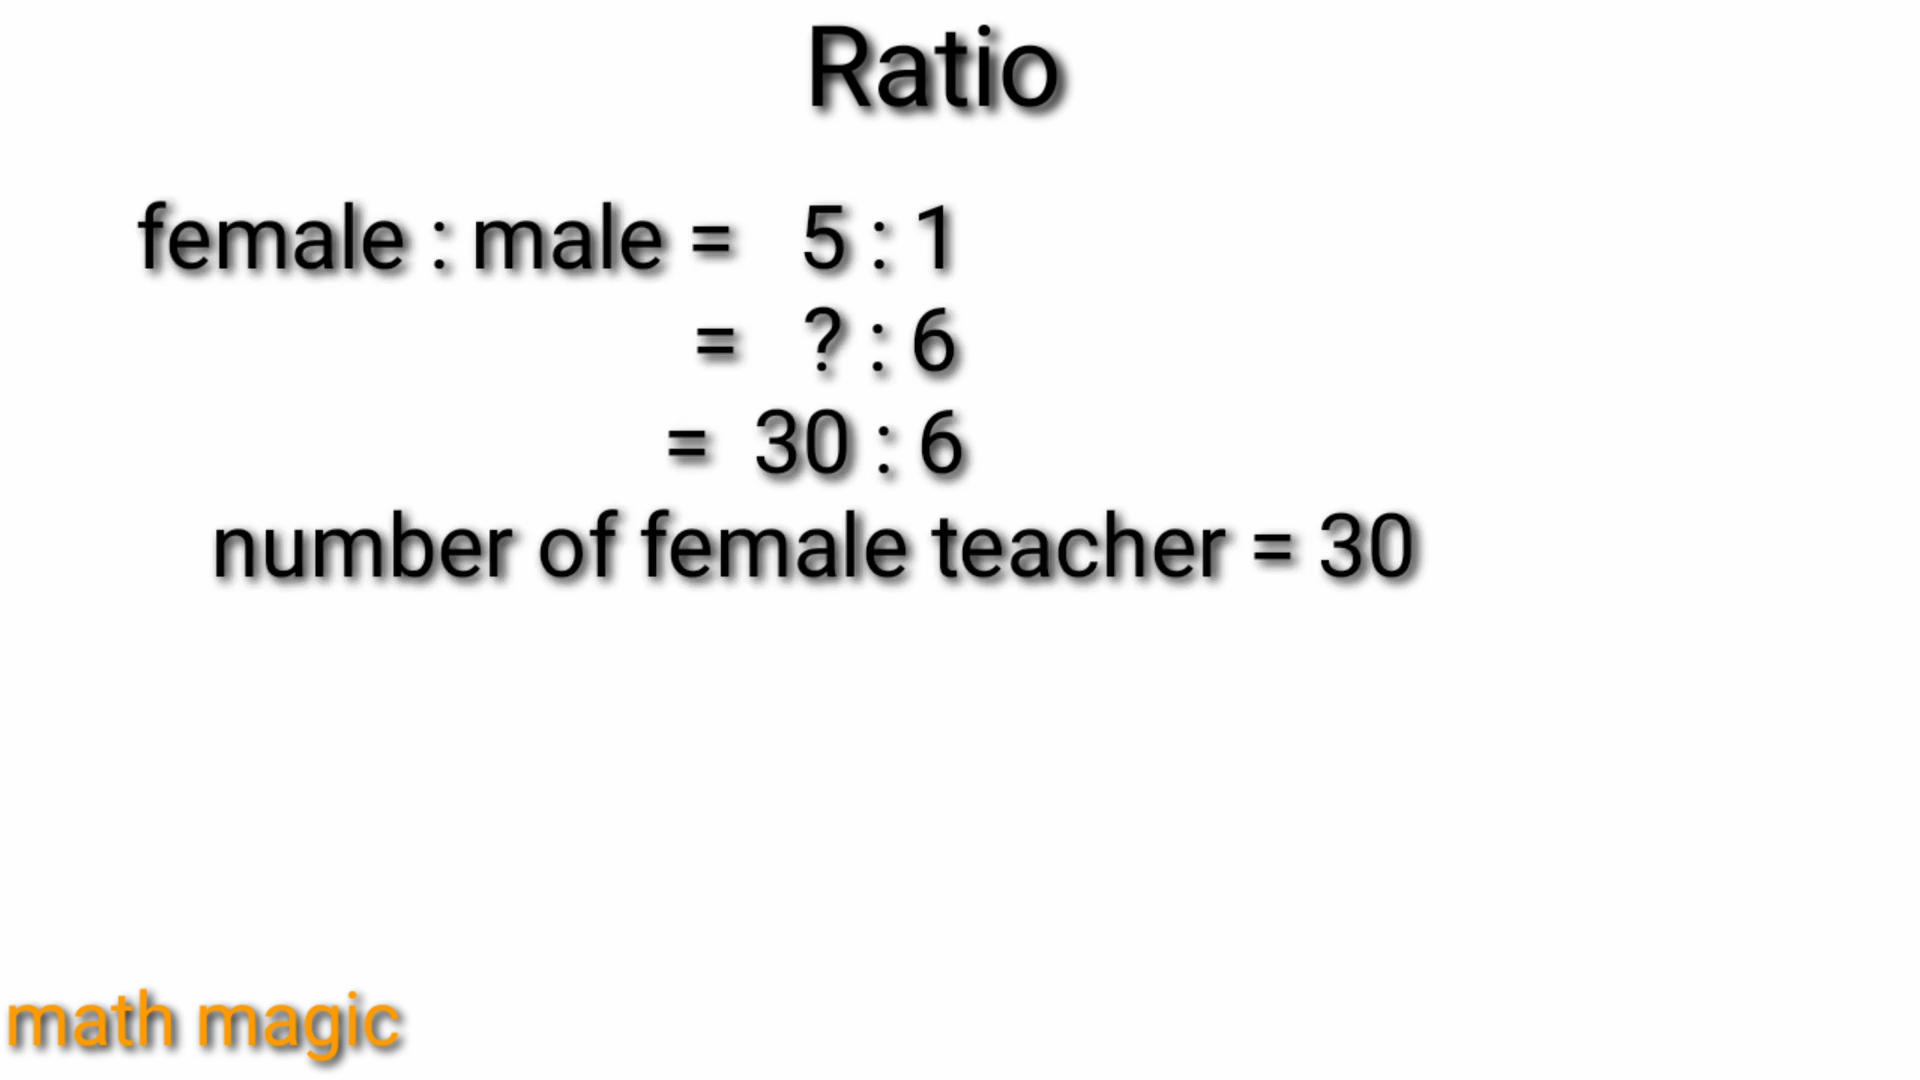 Ratio
female : male = 5 : 1
= ? : 6
= 30 : 6
number of female teacher = 30
math magic